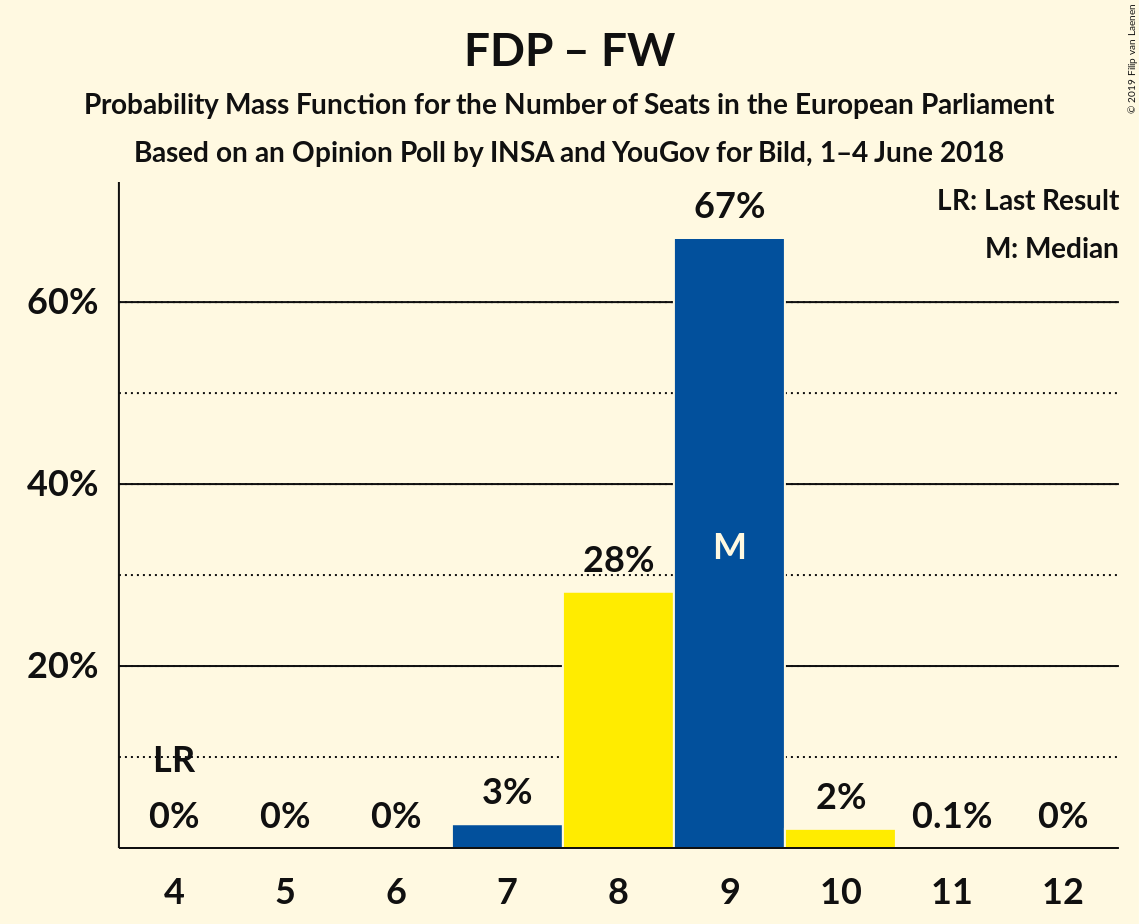 FDP – FW
Probability Mass Function for the Number of Seats in the European Parliament
Based on an Opinion Poll by INSA and YouGov for Bild, 1–4 June 2018
© 2019 Filip van Laenen
LR: Last Result
M: Median
67%
60%
40%
28%
M
20%
LR
0%
0%
0%
3%
2%
0.1%
0%
4
5
6
7
8
9
10
11
12